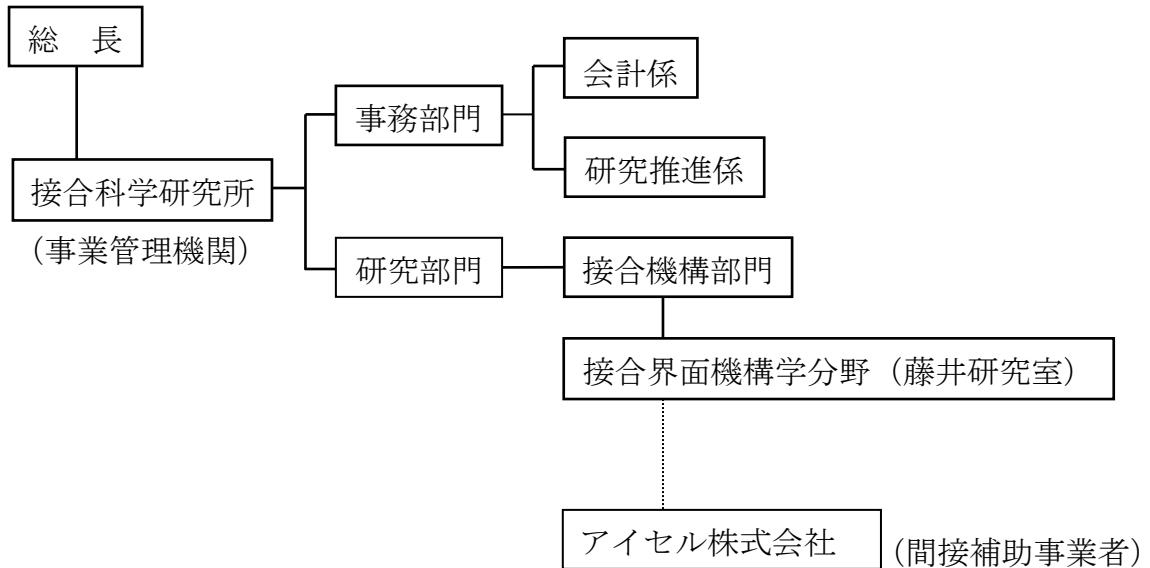 総　長
会計係
事務部門
研究推進係
接合科学研究所
（事業管理機関）
研究部門
接合機構部門
接合界面機構学分野（藤井研究室）
アイセル株式会社
（間接補助事業者）